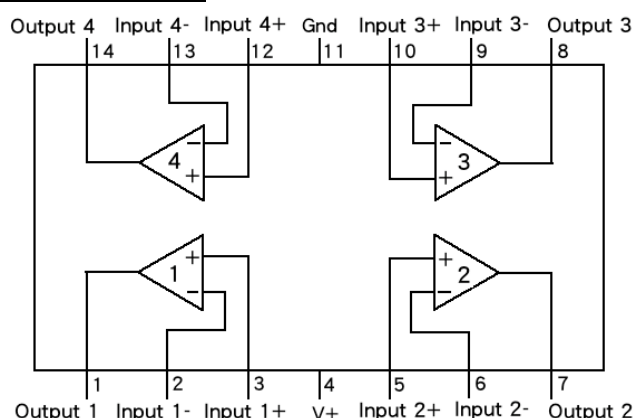 Output 4 Input 4- Input 4+ Gnd Input 3+ Input 3- Output 3
14 13 12 11 10 9 8
- -
4 3
+ +
+ +
1 2
- -
1 2 3 4 5 6 7
Output 1 Input 1- Input 1+ V+ Input 2+ Input 2- Output 2